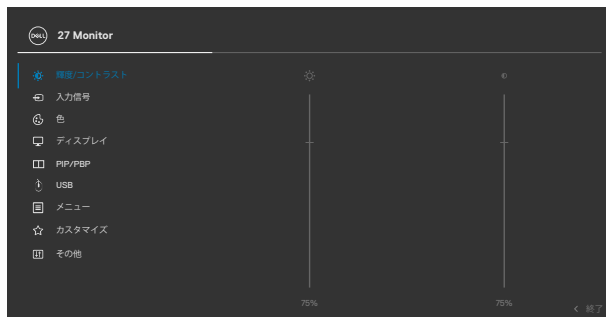 DELL 27 Monitor
輝度/コントラスト
入力信号
色
ディスプレイ
PIP/PBP
USB
メニュー
カスタマイズ
その他
75% 75%
終了